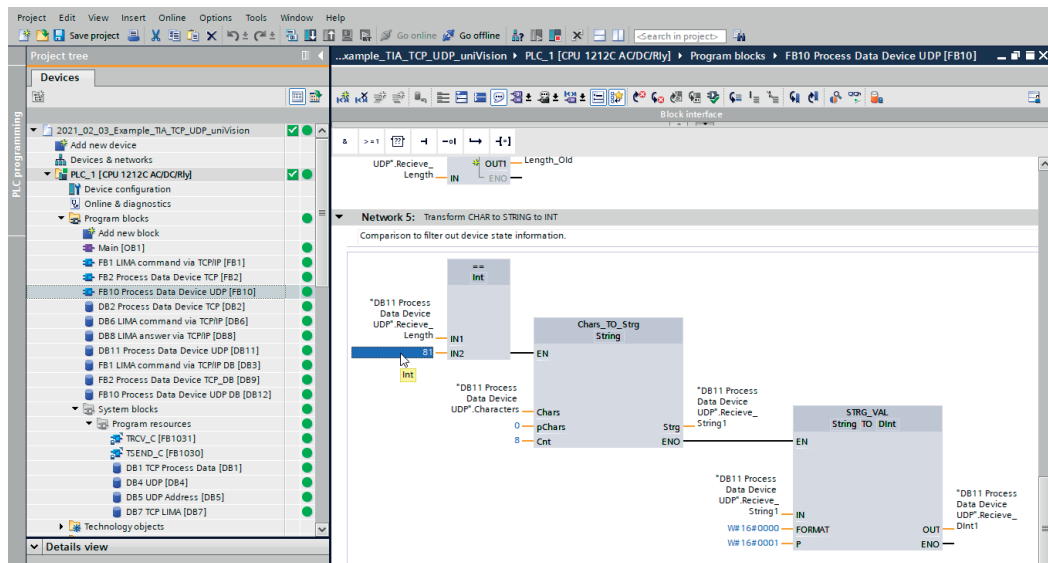 Project Edit View Insert Online Options Tools Window Help
Save project Go online Go offline <Search in project>
Project tree
...xample_TIA_TCP_UDP_uniVision ▸ PLC_1 [CPU 1212C AC/DC/Rly] ▸ Program blocks ▸ FB10 Process Data Device UDP [FB10]
Devices
PLC programming
Block interface
2021_02_03_Example_TIA_TCP_UDP_uniVision
Add new device
Devices & networks
PLC_1 [CPU 1212C AC/DC/Rly]
Device configuration
Online & diagnostics
Program blocks
Add new block
Main [OB1]
FB1 LIMA command via TCP/IP [FB1]
FB2 Process Data Device TCP [FB2]
FB10 Process Data Device UDP [FB10]
DB2 Process Data Device TCP [DB2]
DB6 LIMA command via TCP/IP [DB6]
DB8 LIMA answer via TCP/IP [DB8]
DB11 Process Data Device UDP [DB11]
FB1 LIMA command via TCP/IP DB [DB3]
FB2 Process Data Device TCP_DB [DB9]
FB10 Process Data Device UDP DB [DB12]
System blocks
Program resources
TRCV_C [FB1031]
TSEND_C [FB1030]
DB1 TCP Process Data [DB1]
DB4 UDP [DB4]
DB5 UDP Address [DB5]
DB7 TCP LIMA [DB7]
Technology objects
Details view
& >=1 ??
UDP".Recieve_
Length IN
OUT1 Length_Old
ENO
Network 5: Transform CHAR to STRING to INT
Comparison to filter out device state information.
==
Int
"DB11 Process
Data Device
UDP".Recieve_
Length IN1
81 IN2
Int
Chars_TO_Strg
String
EN
"DB11 Process
Data Device
UDP".Characters Chars
0 pChars
8 Cnt
"DB11 Process
Data Device
UDP".Recieve_
Strg String1
ENO
STRG_VAL
String TO DInt
EN
"DB11 Process
Data Device
UDP".Recieve_
String1 IN
W#16#0000 FORMAT
W#16#0001 P
"DB11 Process
Data Device
UDP".Recieve_
OUT DInt1
ENO